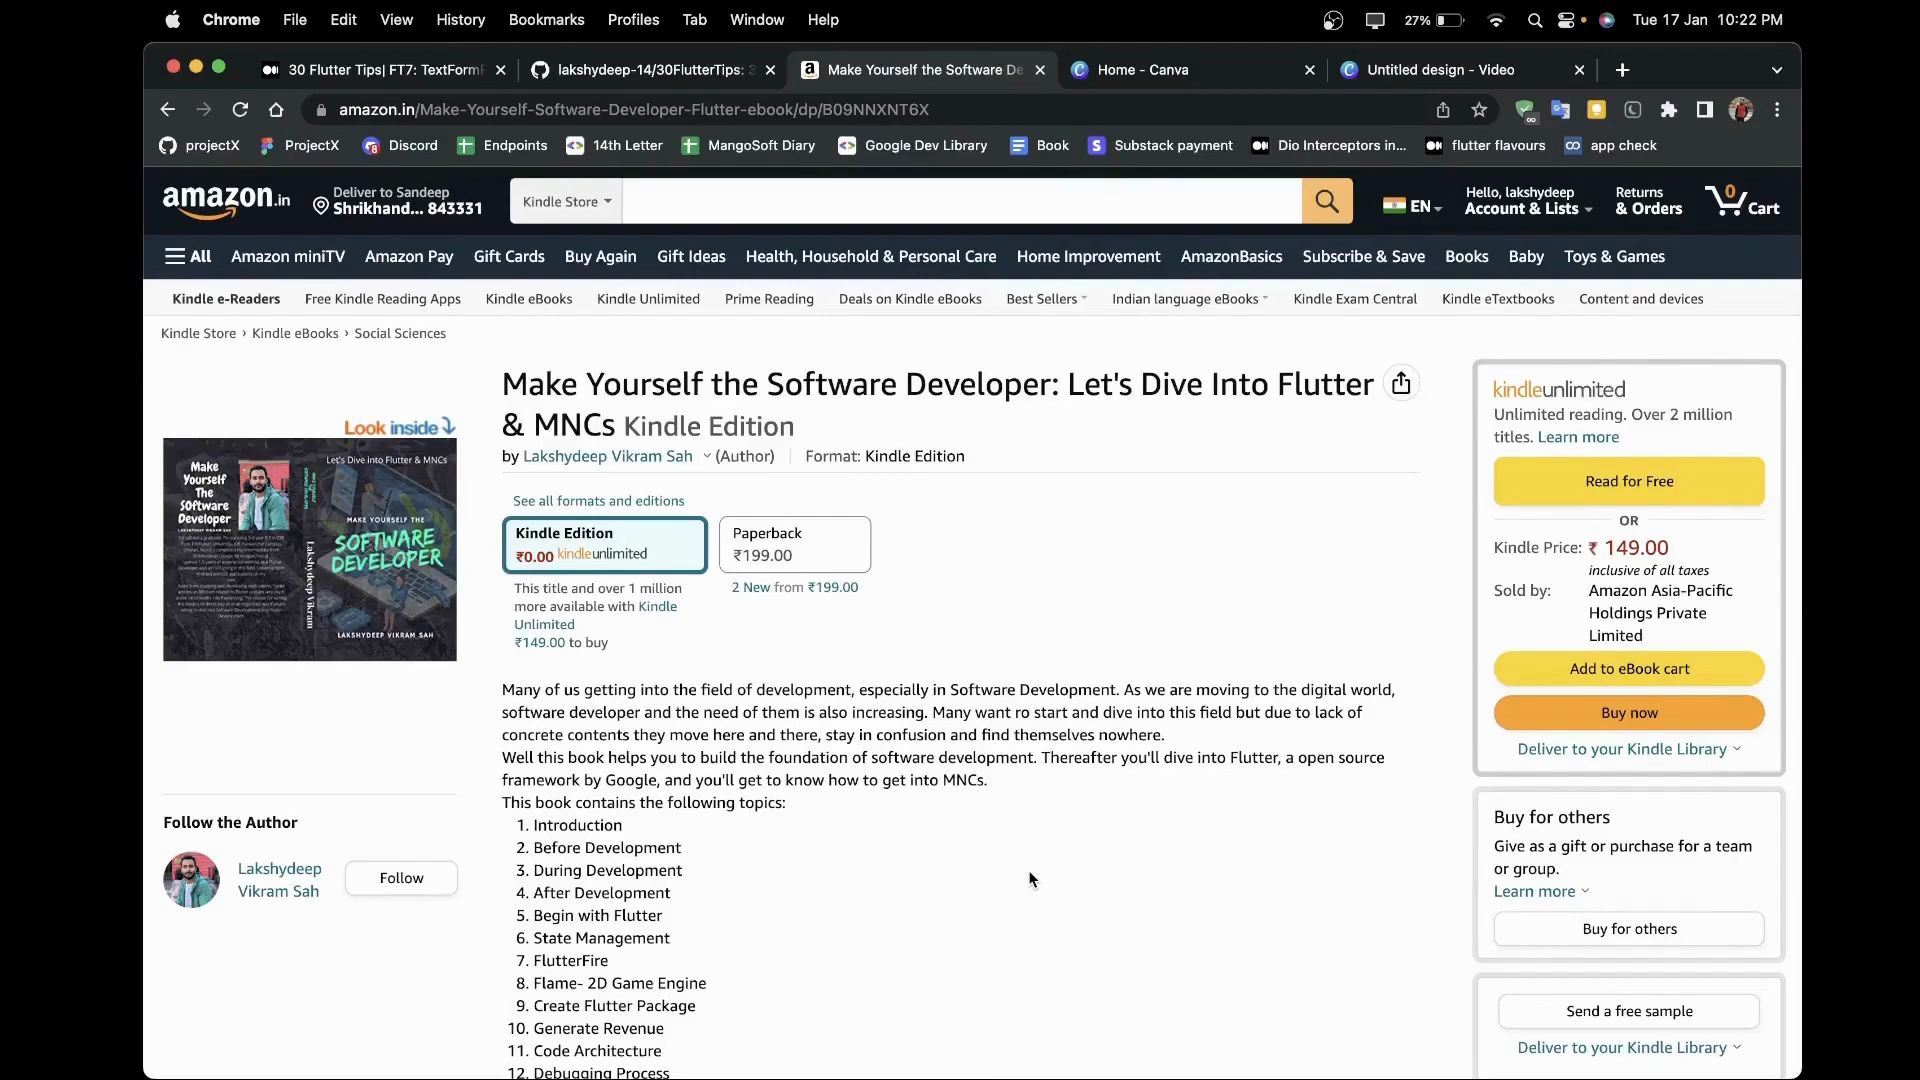 Chrome File Edit View History Bookmarks Profiles Tab Window Help 27% Tue 17 Jan 10:22 PM
30 Flutter Tips| FT7: TextFormF lakshydeep-14/30FlutterTips: 3 Make Yourself the Software De Home - Canva Untitled design - Video
amazon.in/Make-Yourself-Software-Developer-Flutter-ebook/dp/B09NNXNT6X
projectX ProjectX Discord Endpoints 14th Letter MangoSoft Diary Google Dev Library Book Substack payment Dio Interceptors in... flutter flavours app check
amazon.in Deliver to Sandeep Kindle Store EN Hello, lakshydeep Returns 0
Shrikhand... 843331 Account & Lists & Orders Cart
All Amazon miniTV Amazon Pay Gift Cards Buy Again Gift Ideas Health, Household & Personal Care Home Improvement AmazonBasics Subscribe & Save Books Baby Toys & Games
Kindle e-Readers Free Kindle Reading Apps Kindle eBooks Kindle Unlimited Prime Reading Deals on Kindle eBooks Best Sellers Indian language eBooks Kindle Exam Central Kindle eTextbooks Content and devices
Kindle Store › Kindle eBooks › Social Sciences
Look inside
Make
Yourself
The
Software
Developer
Lakshydeep Vikram
Let's Dive into Flutter & MNCs
MAKE YOURSELF THE
SOFTWARE
DEVELOPER
LAKSHYDEEP VIKRAM SAH
Follow the Author
Lakshydeep
Vikram Sah
Follow
Make Yourself the Software Developer: Let's Dive Into Flutter
& MNCs Kindle Edition
by Lakshydeep Vikram Sah (Author) Format: Kindle Edition
See all formats and editions
Kindle Edition
₹0.00 kindleunlimited
This title and over 1 million
more available with Kindle
Unlimited
₹149.00 to buy
Paperback
₹199.00
2 New from ₹199.00
Many of us getting into the field of development, especially in Software Development. As we are moving to the digital world,
software developer and the need of them is also increasing. Many want ro start and dive into this field but due to lack of
concrete contents they move here and there, stay in confusion and find themselves nowhere.
Well this book helps you to build the foundation of software development. Thereafter you'll dive into Flutter, a open source
framework by Google, and you'll get to know how to get into MNCs.
This book contains the following topics:
1. Introduction
2. Before Development
3. During Development
4. After Development
5. Begin with Flutter
6. State Management
7. FlutterFire
8. Flame- 2D Game Engine
9. Create Flutter Package
10. Generate Revenue
11. Code Architecture
12. Debugging Process
kindleunlimited
Unlimited reading. Over 2 million
titles. Learn more
Read for Free
OR
Kindle Price: ₹ 149.00
inclusive of all taxes
Sold by: Amazon Asia-Pacific
Holdings Private
Limited
Add to eBook cart
Buy now
Deliver to your Kindle Library
Buy for others
Give as a gift or purchase for a team
or group.
Learn more
Buy for others
Send a free sample
Deliver to your Kindle Library